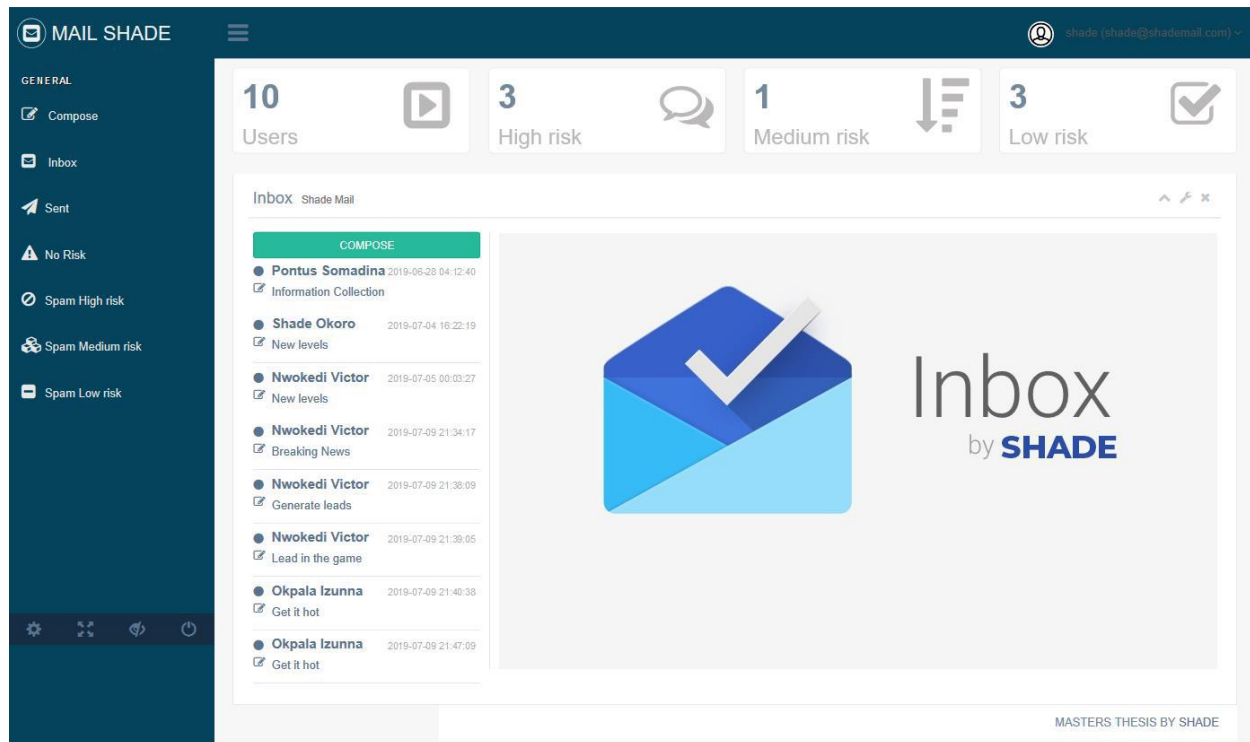 MAIL SHADE
shade (shade@shademail.com)
GENERAL
Compose
Inbox
Sent
No Risk
Spam High risk
Spam Medium risk
Spam Low risk
10
Users
3
High risk
1
Medium risk
3
Low risk
Inbox Shade Mail
COMPOSE
Pontus Somadina 2019-06-28 04:12:40
Information Collection
Shade Okoro 2019-07-04 16:22:19
New levels
Nwokedi Victor 2019-07-05 00:03:27
New levels
Nwokedi Victor 2019-07-09 21:34:17
Breaking News
Nwokedi Victor 2019-07-09 21:38:09
Generate leads
Nwokedi Victor 2019-07-09 21:39:05
Lead in the game
Okpala Izunna 2019-07-09 21:40:38
Get it hot
Okpala Izunna 2019-07-09 21:47:09
Get it hot
Inbox
by SHADE
MASTERS THESIS BY SHADE